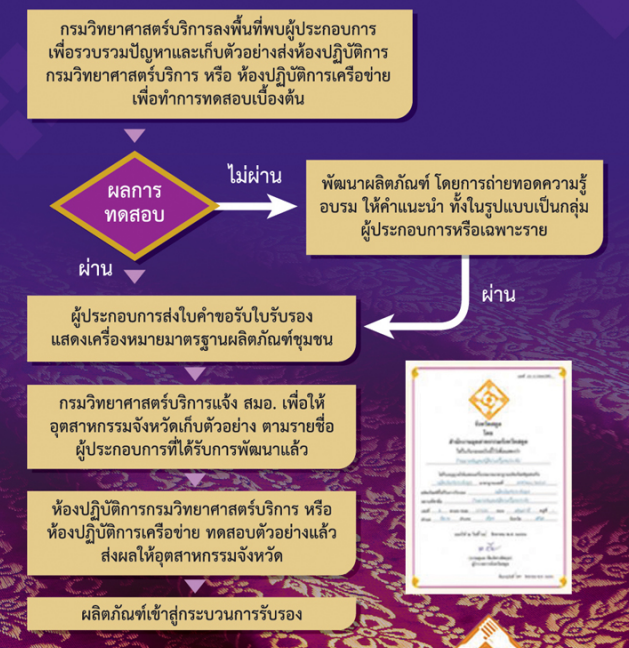 กรมวิทยาศาสตร์บริการลงพื้นที่พบผู้ประกอบการ
เพื่อรวบรวมปัญหาและเก็บตัวอย่างส่งห้องปฏิบัติการ
กรมวิทยาศาสตร์บริการ หรือ ห้องปฏิบัติการเครือข่าย
เพื่อทำการทดสอบเบื้องต้น
ผลการ
ทดสอบ
ไม่ผ่าน
พัฒนาผลิตภัณฑ์ โดยการถ่ายทอดความรู้
อบรม ให้คำแนะนำ ทั้งในรูปแบบเป็นกลุ่ม
ผู้ประกอบการหรือเฉพาะราย
ผ่าน
ผ่าน
ผู้ประกอบการส่งใบคำขอรับใบรับรอง
แสดงเครื่องหมายมาตรฐานผลิตภัณฑ์ชุมชน
กรมวิทยาศาสตร์บริการแจ้ง สมอ. เพื่อให้
อุตสาหกรรมจังหวัดเก็บตัวอย่าง ตามรายชื่อ
ผู้ประกอบการที่ได้รับการพัฒนาแล้ว
ห้องปฏิบัติการกรมวิทยาศาสตร์บริการ หรือ
ห้องปฏิบัติการเครือข่าย ทดสอบตัวอย่างแล้ว
ส่งผลให้อุตสาหกรรมจังหวัด
ผลิตภัณฑ์เข้าสู่กระบวนการรับรอง
โดย